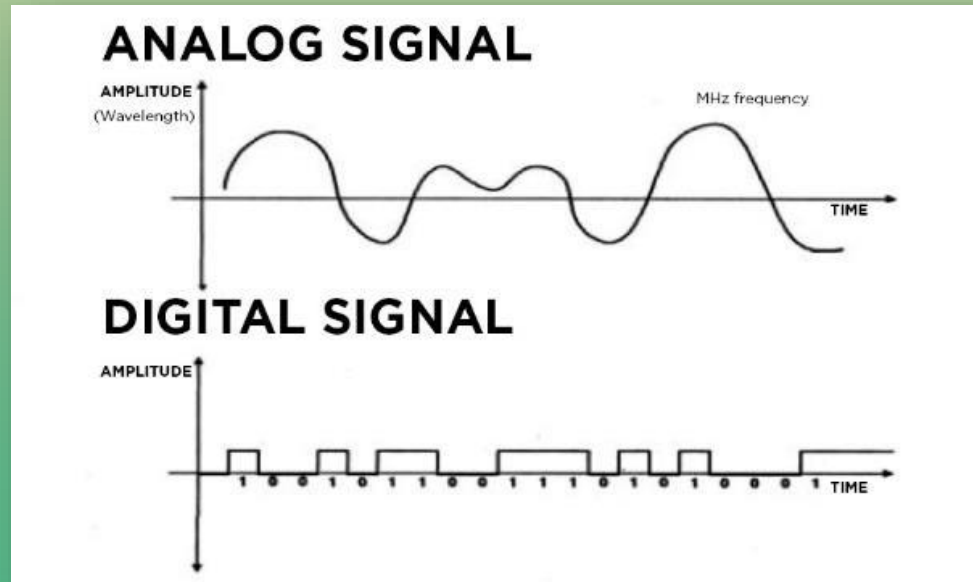 ANALOG SIGNAL
AMPLITUDE
(Wavelength)
MHz frequency
TIME
DIGITAL SIGNAL
AMPLITUDE
1 0 0 1 0 1 1 0 0 1 1 1 0 1 0 1 0 0 0 1 TIME